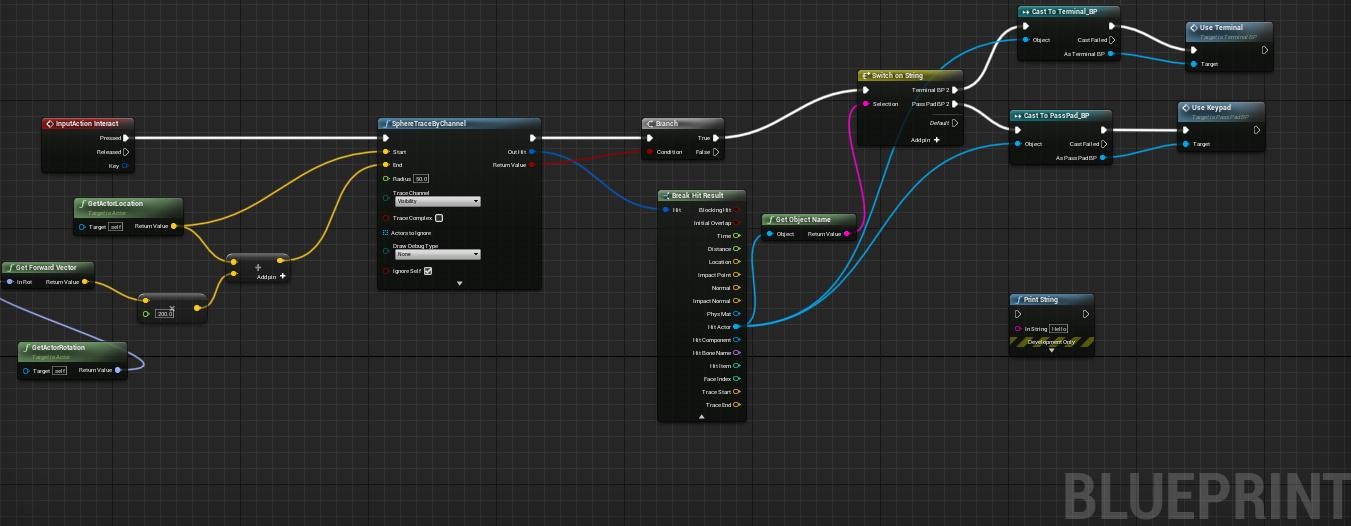 InputAction Interact
Pressed
Released
Key
GetActorLocation
Target is Actor
Target self Return Value
Get Forward Vector
In Rot Return Value
200.0
Add pin +
GetActorRotation
Target is Actor
Target self Return Value
SphereTraceByChannel
Start Out Hit
End Return Value
Radius 50.0
Trace Channel
Visibility
Trace Complex
Actors to Ignore
Draw Debug Type
None
Ignore Self
Branch
True
Condition False
Break Hit Result
Hit Blocking Hit
Initial Overlap
Time
Distance
Location
Impact Point
Normal
Impact Normal
Phys Mat
Hit Actor
Hit Component
Hit Bone Name
Hit Item
Face Index
Trace Start
Trace End
Get Object Name
Object Return Value
Switch on String
Terminal BP 2
Selection PassPad BP 2
Default
Add pin +
Cast To Terminal_BP
Object Cast Failed
As Terminal BP
Use Terminal
Target is Terminal BP
Target
Cast To PassPad_BP
Object Cast Failed
As Pass Pad BP
Use Keypad
Target is Pass Pad BP
Target
Print String
In String Hello
Development Only
BLUEPRINT